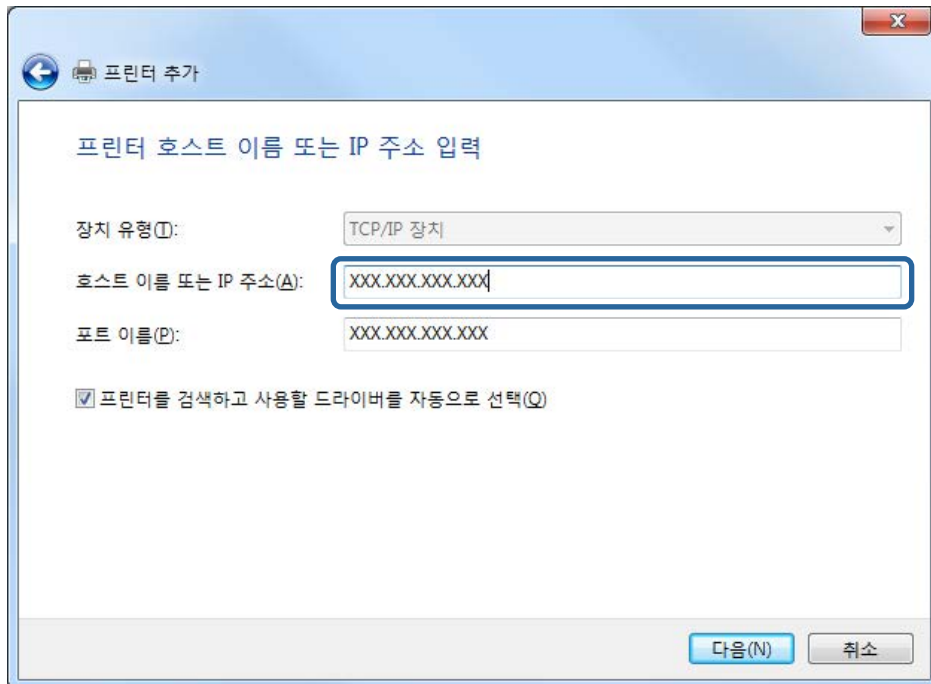 프린터 추가
프린터 호스트 이름 또는 IP 주소 입력
장치 유형(T): TCP/IP 장치
호스트 이름 또는 IP 주소(A): XXX.XXX.XXX.XXX
포트 이름(P): XXX.XXX.XXX.XXX
프린터를 검색하고 사용할 드라이버를 자동으로 선택(Q)
다음(N) 취소